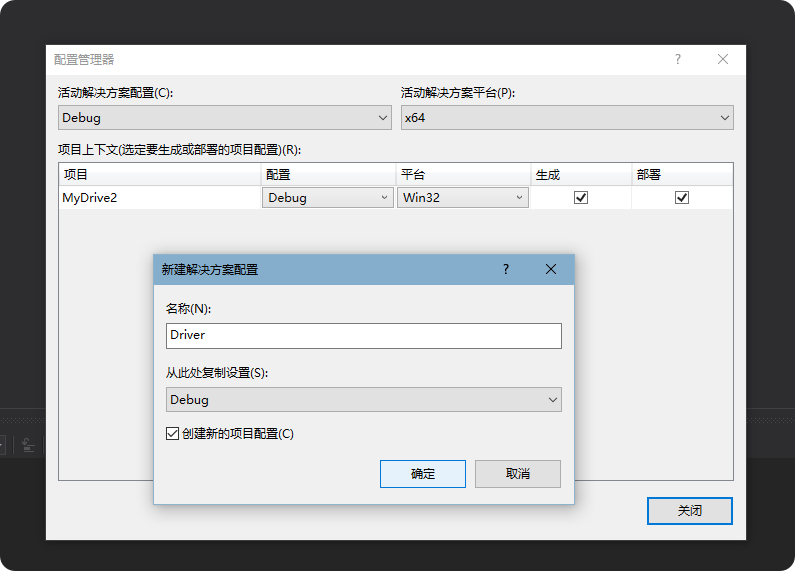 配置管理器
活动解决方案配置(C):
活动解决方案平台(P):
Debug
x64
项目上下文(选定要生成或部署的项目配置)(R):
项目 配置 平台 生成 部署
MyDrive2 Debug Win32
新建解决方案配置
名称(N):
Driver
从此处复制设置(S):
Debug
创建新的项目配置(C)
确定 取消
关闭